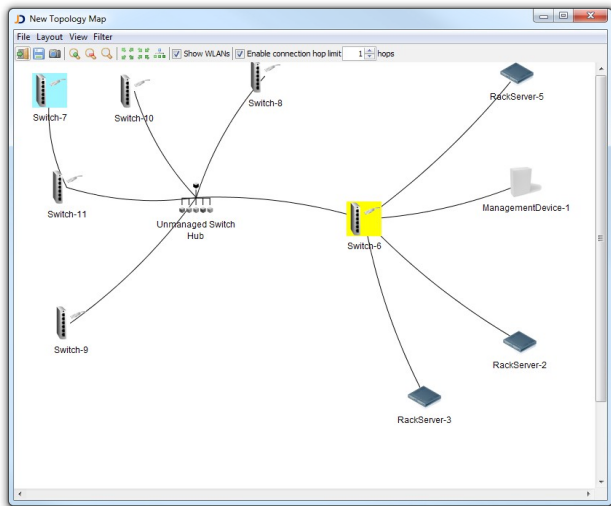 New Topology Map
File Layout View Filter
Show WLANs Enable connection hop limit 1 hops
Switch-7
Switch-10
Switch-8
RackServer-5
Switch-11
ManagementDevice-1
Unmanaged Switch
Hub
Switch-6
Switch-9
RackServer-2
RackServer-3